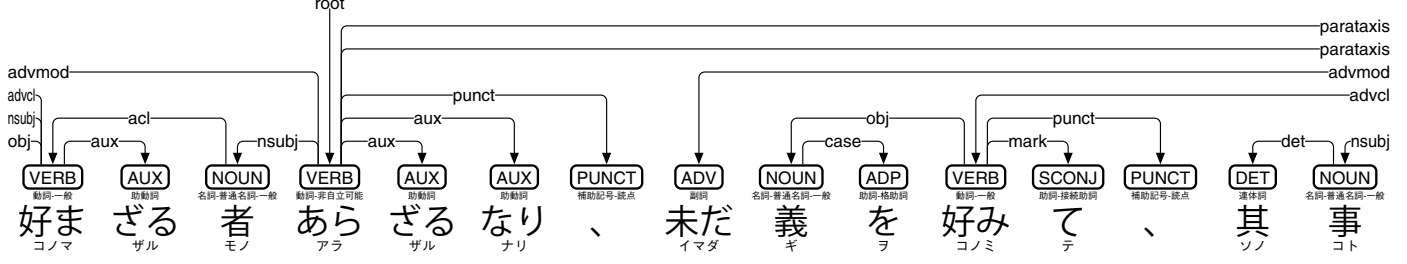 root
parataxis
parataxis
advmod advmod
advcl punct advcl
nsubj acl aux obj punct
obj aux nsubj aux case mark det nsubj
VERB AUX NOUN VERB AUX AUX PUNCT ADV NOUN ADP VERB SCONJ PUNCT DET NOUN
動詞-一般 助動詞 名詞-普通名詞-一般 動詞-非自立可能 助動詞 助動詞 補助記号-読点 副詞 名詞-普通名詞-一般 助詞-格助詞 動詞-一般 助詞-接続助詞 補助記号-読点 連体詞 名詞-普通名詞-一般
好ま ざる 者 あら ざる なり 、 未だ 義 を 好み て 、 其 事
コノマ ザル モノ アラ ザル ナリ イマダ ギ ヲ コノミ テ ソノ コト